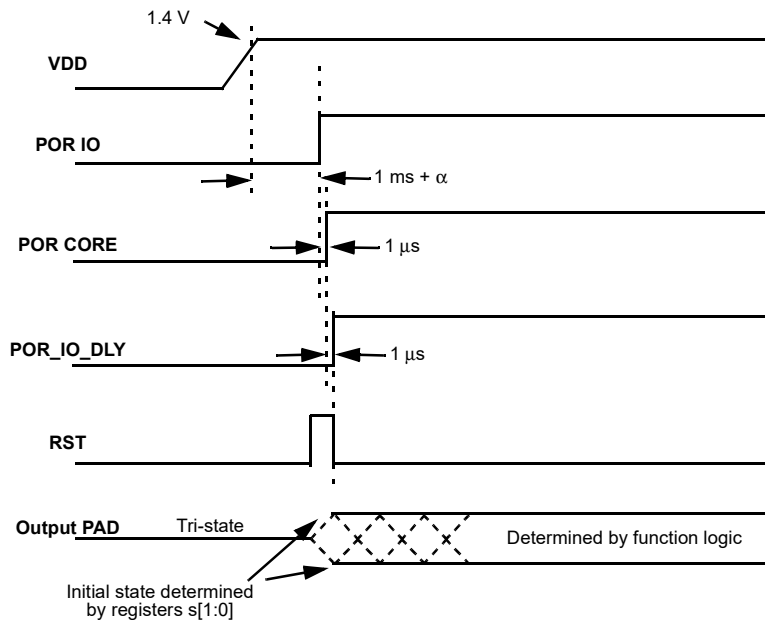 1.4 V
VDD
POR IO
1 ms + α
POR CORE
1 μs
POR_IO_DLY
1 μs
RST
Output PAD
Tri-state
Determined by function logic
Initial state determined
by registers s[1:0]